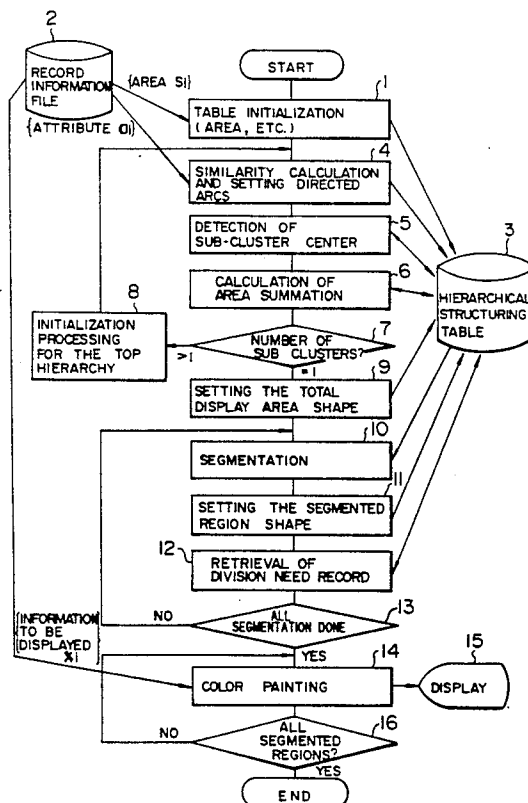 2
RECORD
INFORMATION
FILE
{AREA Si}
{ATTRIBUTE ai}
START
1
TABLE INITIALIZATION
(AREA, ETC.)
4
SIMILARITY CALCULATION
AND SETTING DIRECTED
ARCS
5
DETECTION OF
SUB-CLUSTER CENTER
3
HIERARCHICAL
STRUCTURING
TABLE
6
CALCULATION OF
AREA SUMMATION
8
INITIALIZATION
PROCESSING
FOR THE TOP
HIERARCHY
7
NUMBER OF
SUB CLUSTERS?
>1
=1
9
SETTING THE TOTAL
DISPLAY AREA SHAPE
10
SEGMENTATION
11
SETTING THE SEGMENTED
REGION SHAPE
12
RETRIEVAL OF
DIVISION NEED RECORD
13
ALL
SEGMENTATION DONE
NO
YES
{INFORMATION
TO BE
DISPLAYED
Xi}
14
COLOR PAINTING
15
DISPLAY
16
ALL
SEGMENTED
REGIONS?
NO
YES
END